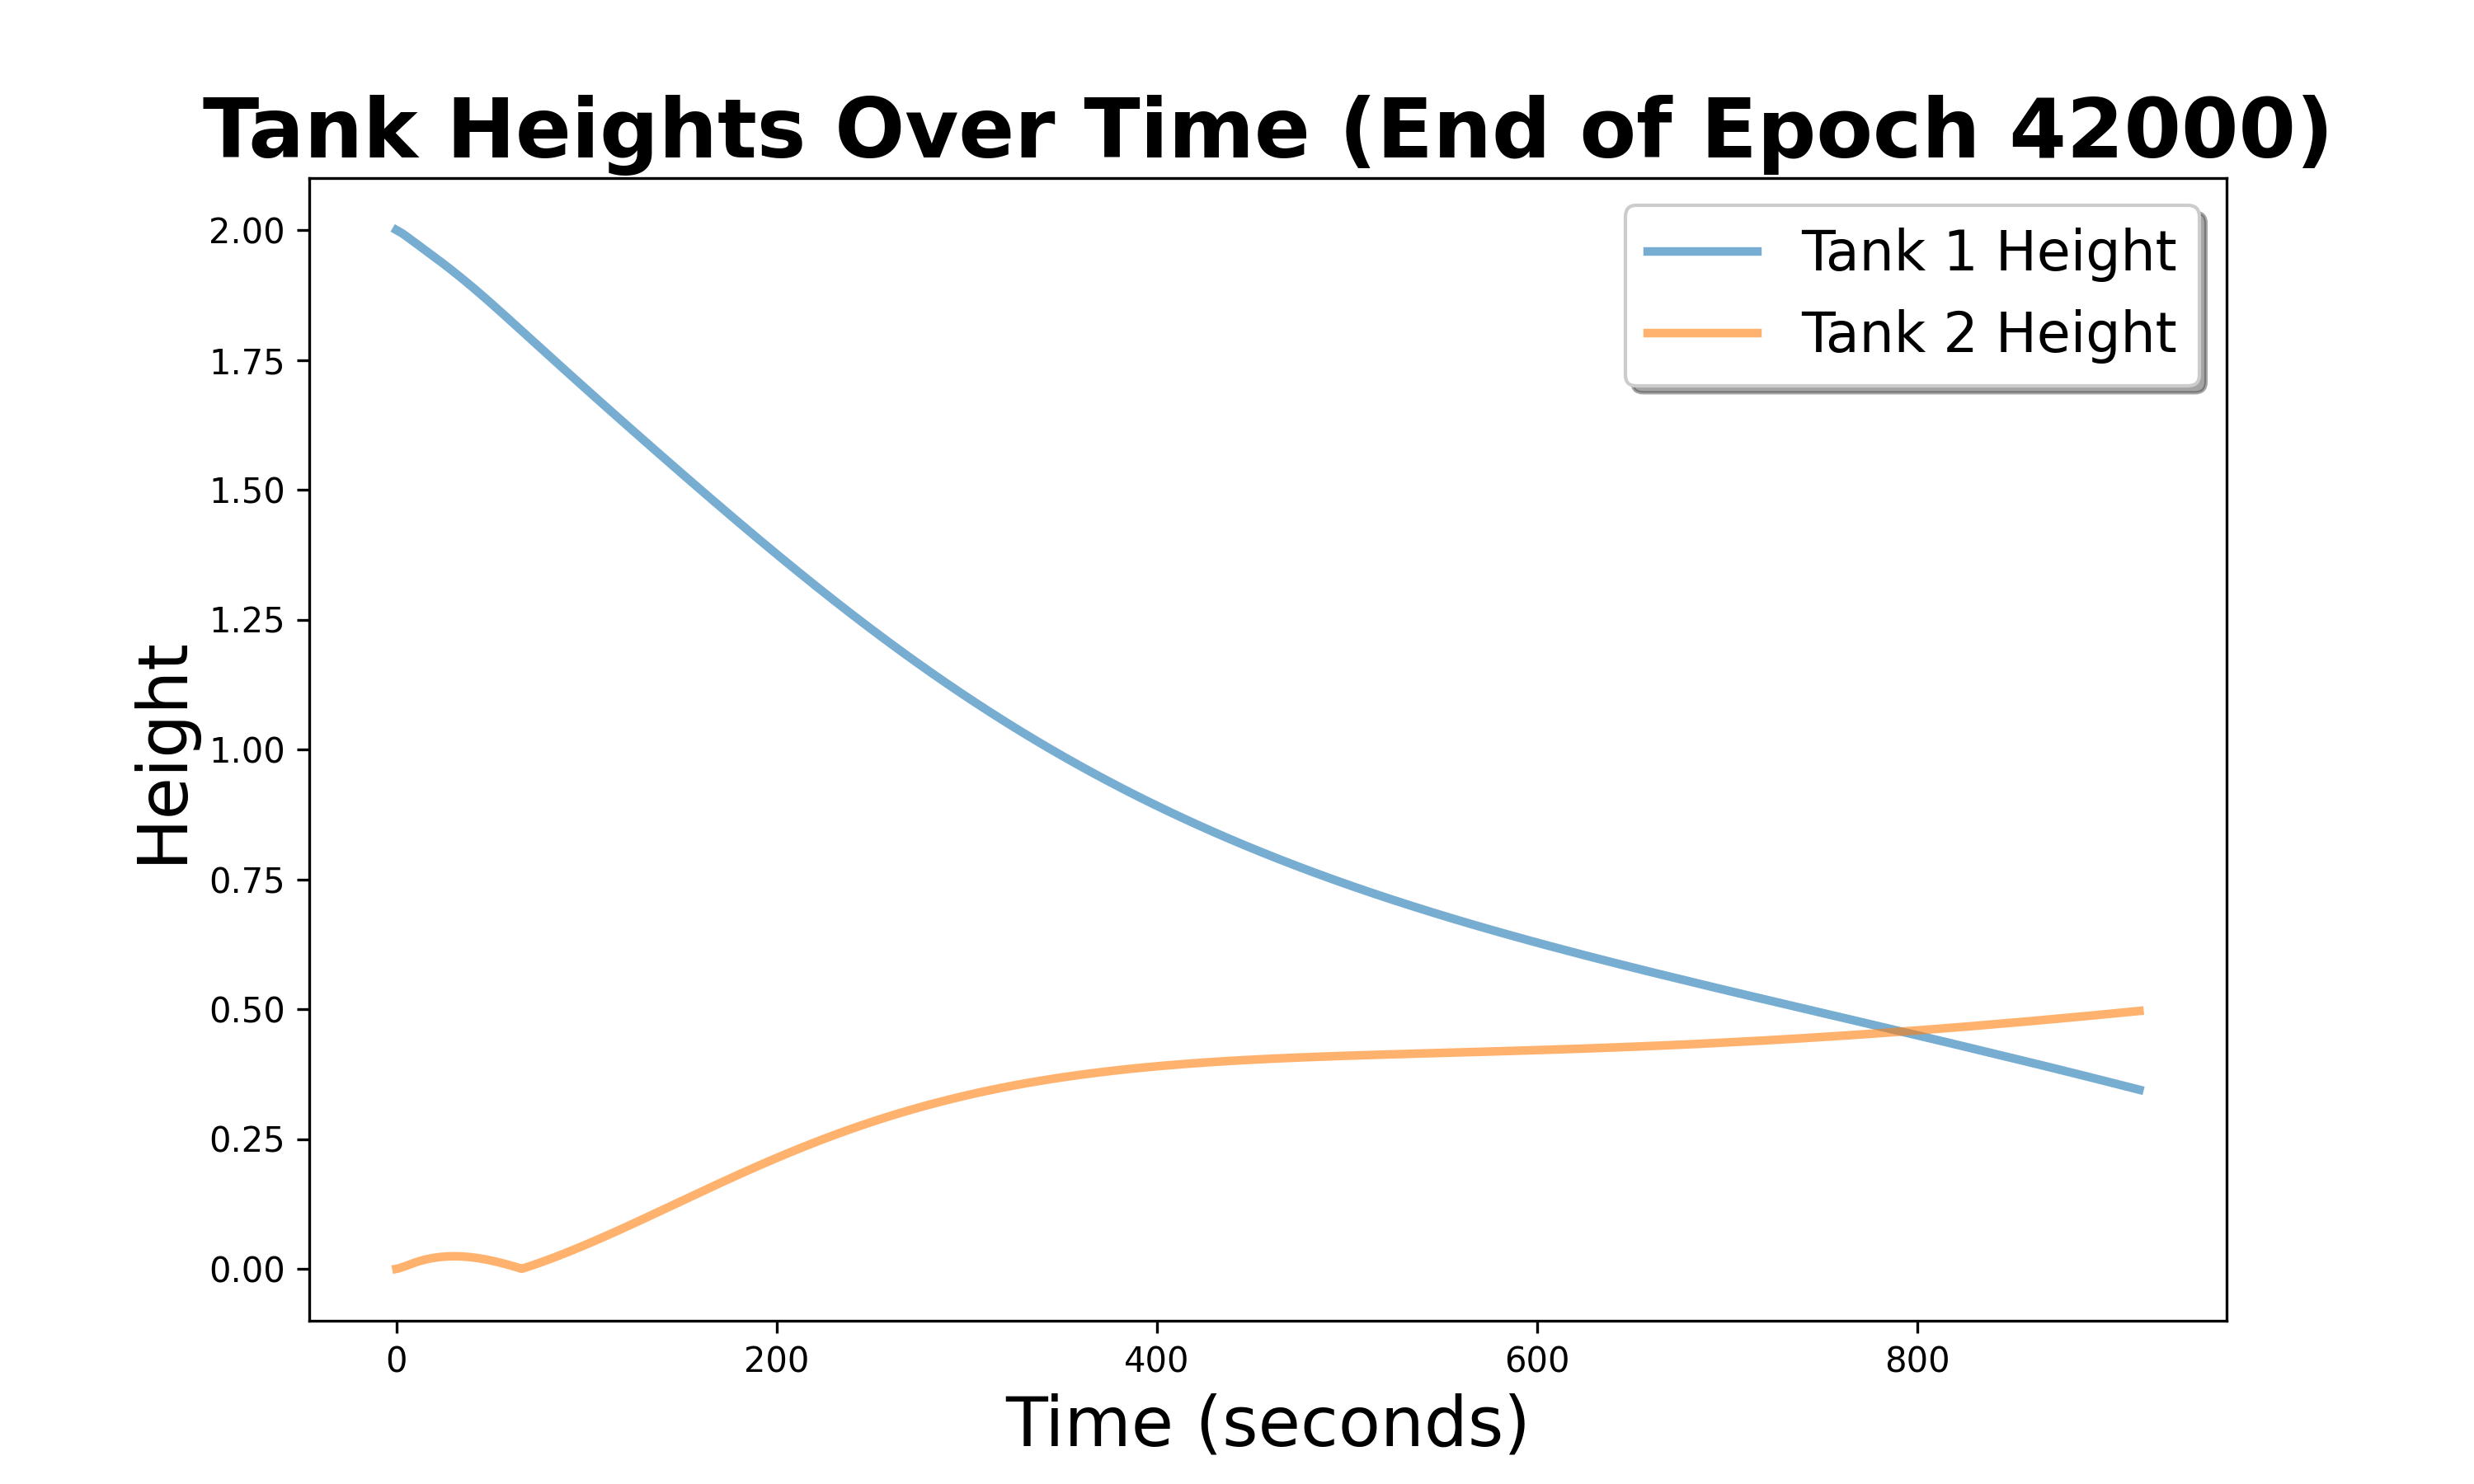 Tank Heights Over Time (End of Epoch 42000)
Tank 1 Height
Tank 2 Height
Height
2.00
1.75
1.50
1.25
1.00
0.75
0.50
0.25
0.00
0 200 400 600 800
Time (seconds)